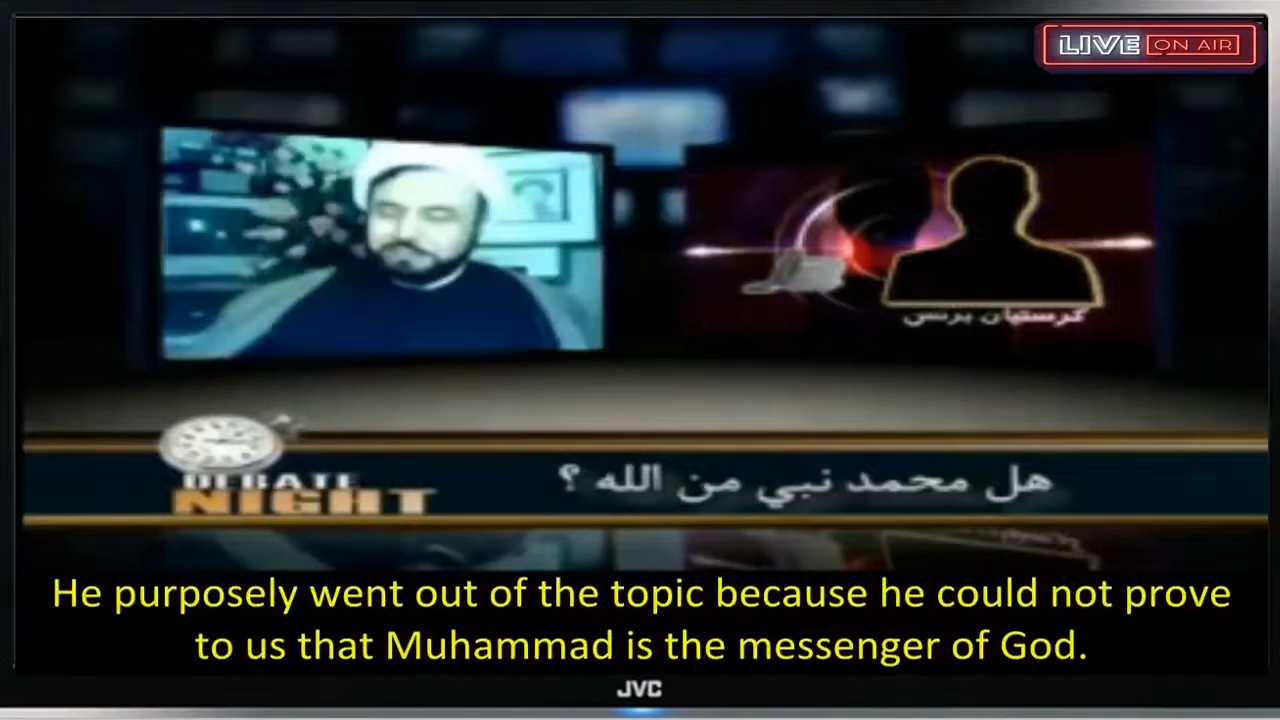 LIVE ON AIR
كرستيان برنس
DEBATE
NIGHT
هل محمد نبي من الله ؟
He purposely went out of the topic because he could not prove
to us that Muhammad is the messenger of God.
JVC